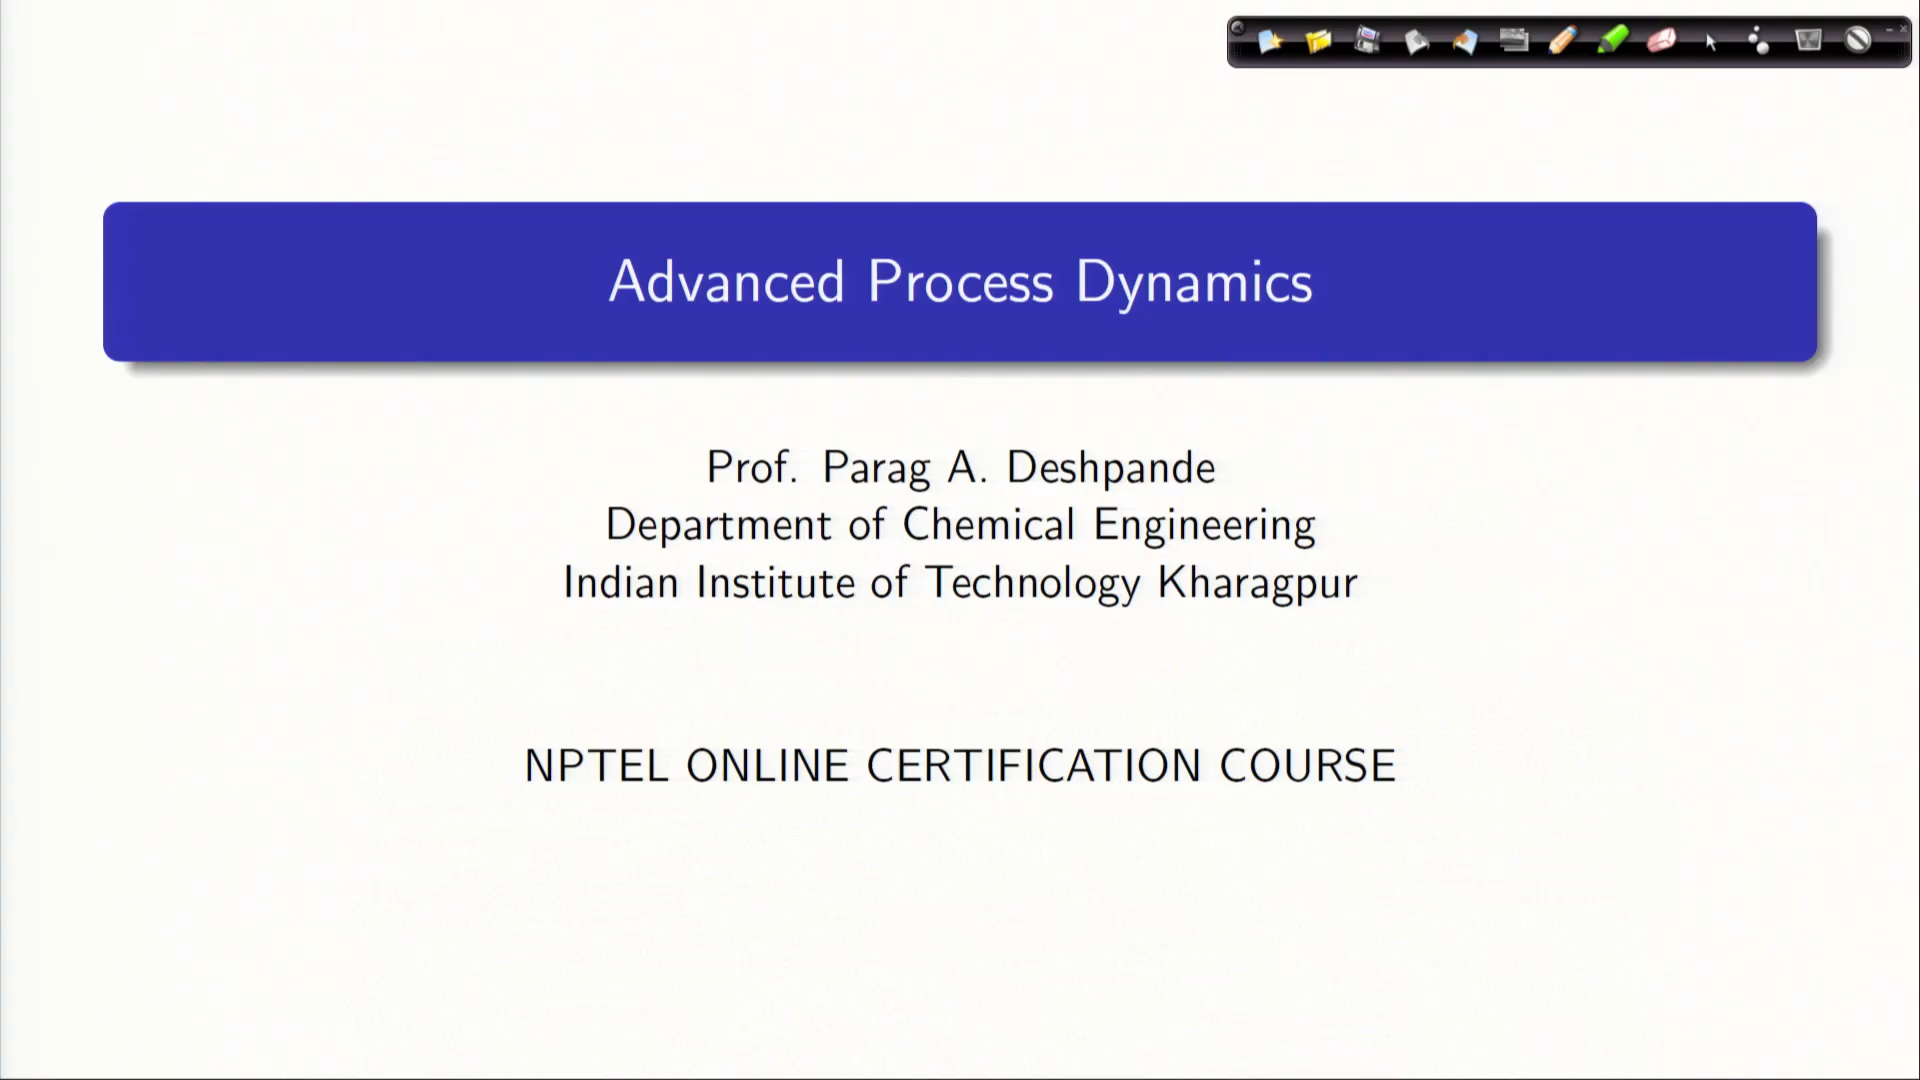 Advanced Process Dynamics
Prof. Parag A. Deshpande
Department of Chemical Engineering
Indian Institute of Technology Kharagpur
NPTEL ONLINE CERTIFICATION COURSE